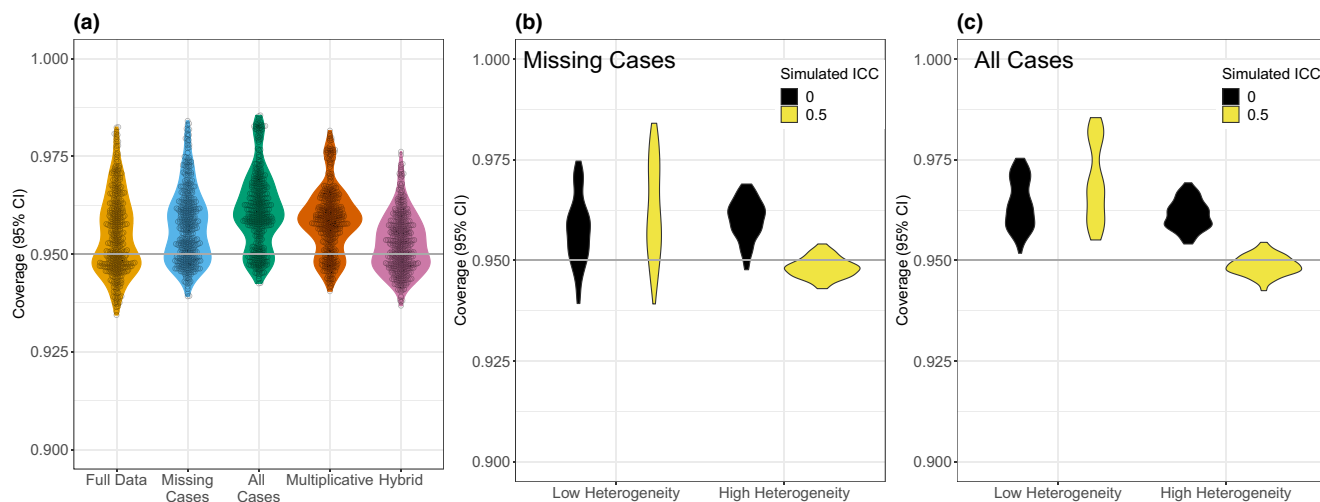 (a)
Coverage (95% CI)
1.000
0.975
0.950
0.925
0.900
Full Data
Missing
Cases
All
Cases
Multiplicative
Hybrid
(b)
Missing Cases
Simulated ICC
0
0.5
Coverage (95% CI)
1.000
0.975
0.950
0.925
0.900
Low Heterogeneity
High Heterogeneity
(c)
All Cases
Simulated ICC
0
0.5
Coverage (95% CI)
1.000
0.975
0.950
0.925
0.900
Low Heterogeneity
High Heterogeneity